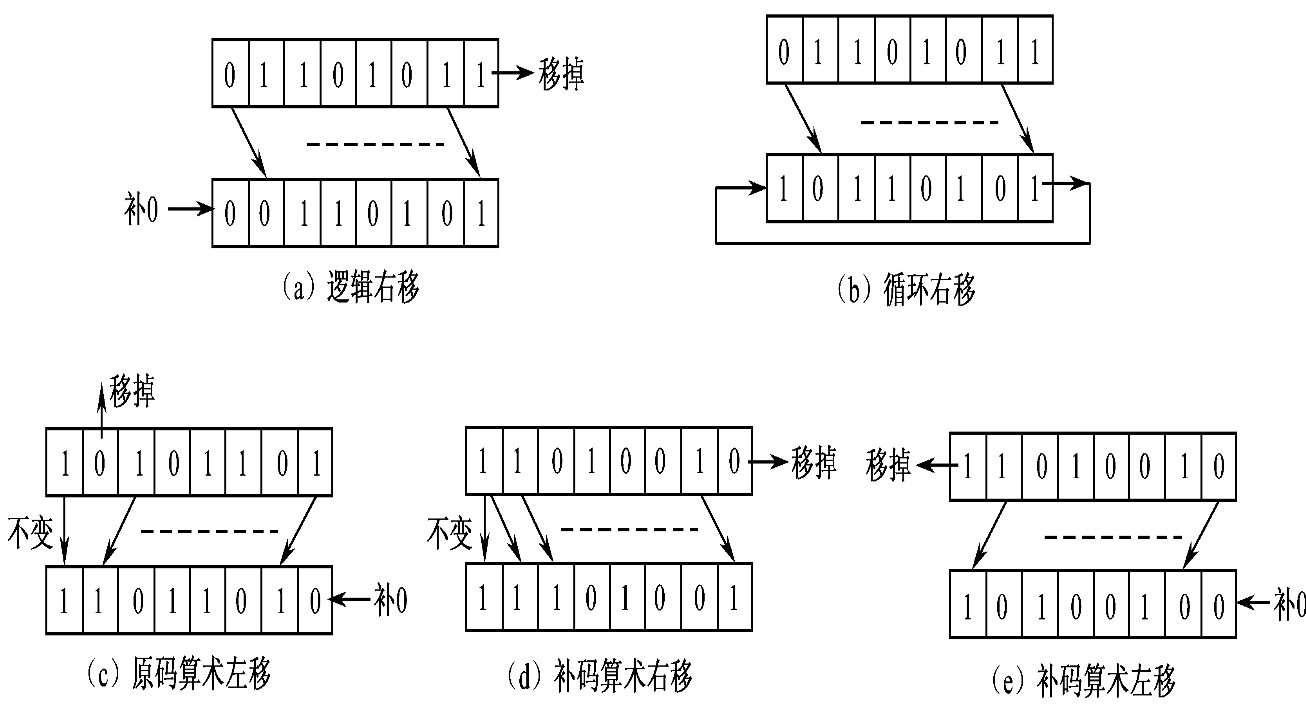 0 1 1 0 1 0 1 1 移掉
补0 0 0 1 1 0 1 0 1
(a) 逻辑右移
0 1 1 0 1 0 1 1
1 0 1 1 0 1 0 1
(b) 循环右移
移掉
1 0 1 0 1 1 0 1
不变
1 1 0 1 1 0 1 0 补0
(c) 原码算术左移
1 1 0 1 0 0 1 0 移掉
不变
1 1 1 0 1 0 0 1
(d) 补码算术右移
移掉 1 1 0 1 0 0 1 0
1 0 1 0 0 1 0 0 补0
(e) 补码算术左移